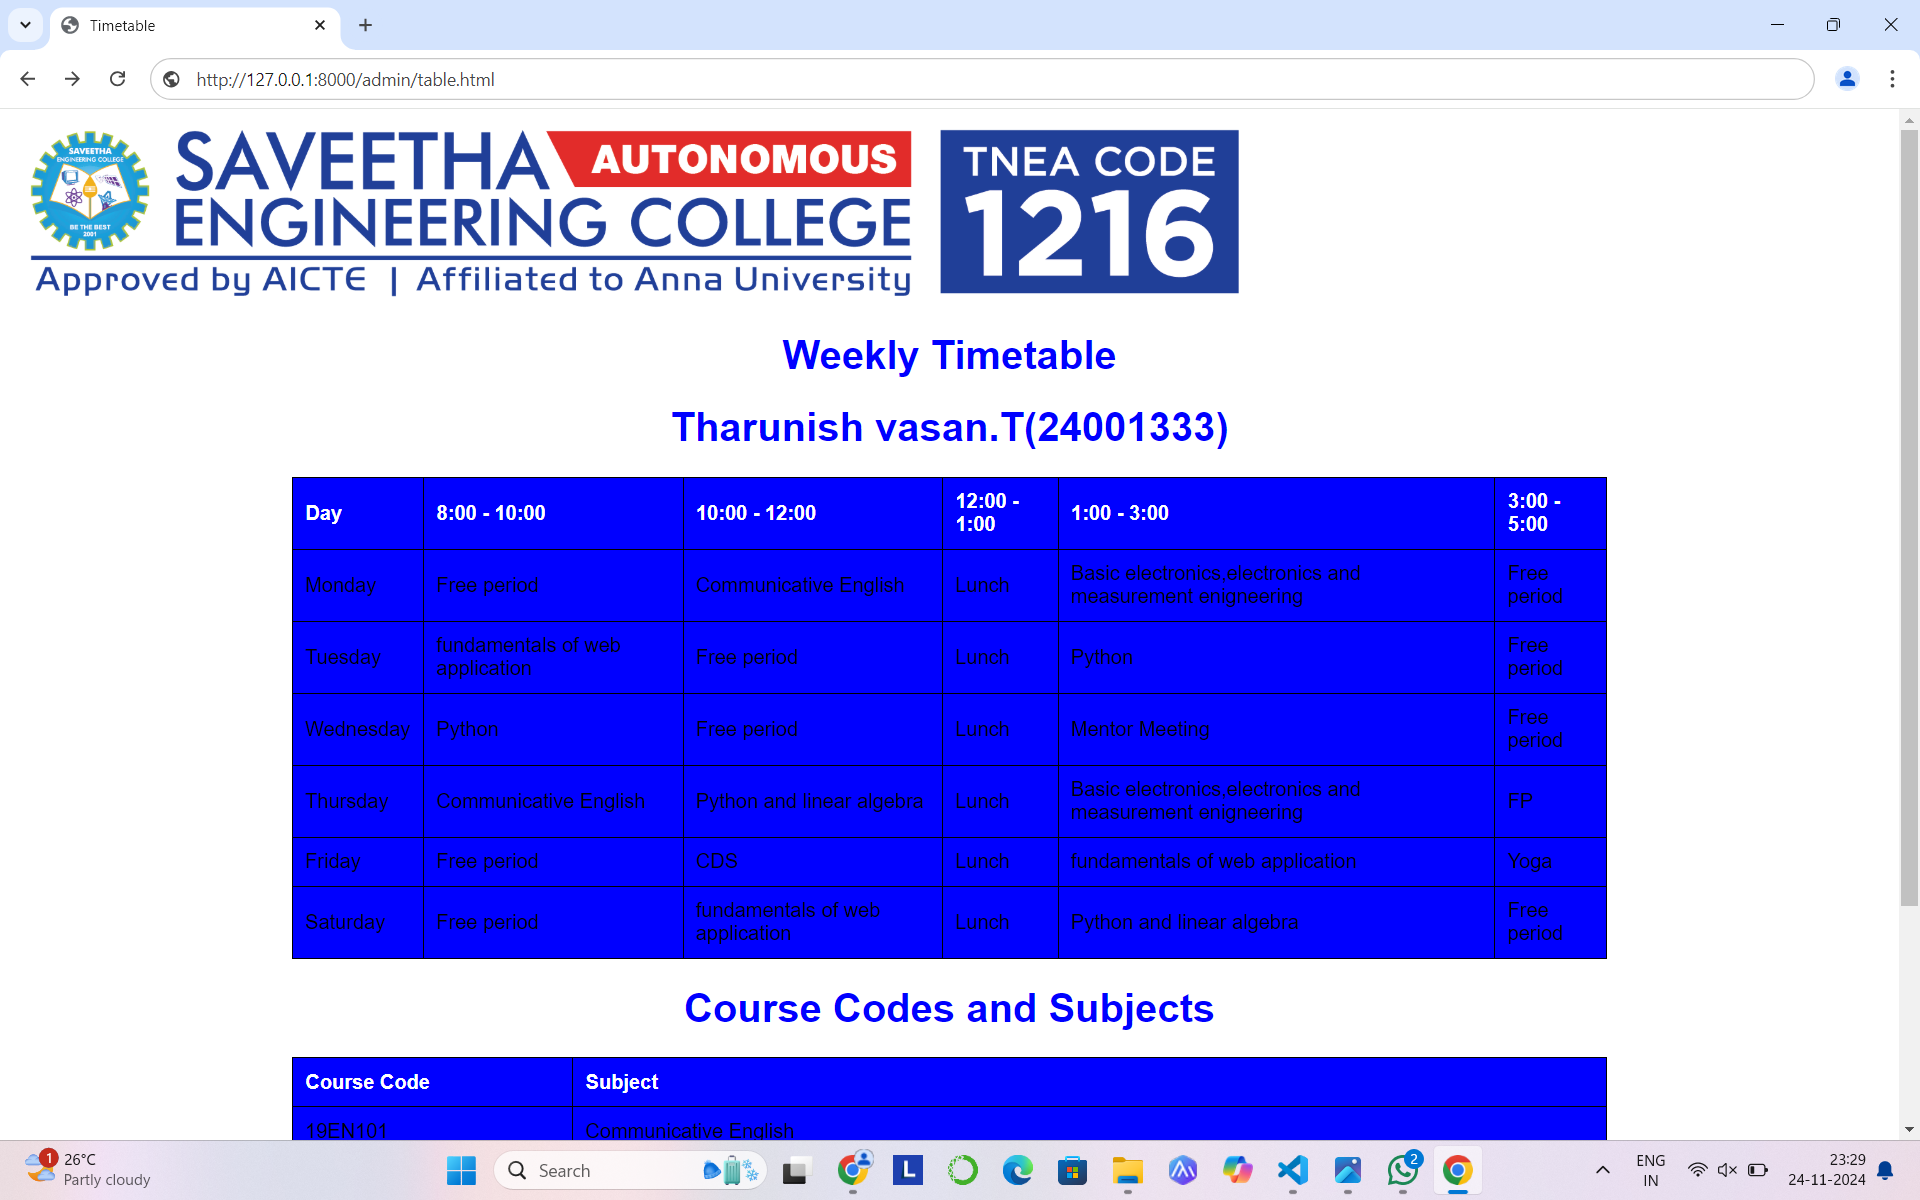 Timetable
http://127.0.0.1:8000/admin/table.html
SAVEETHA
ENGINEERING COLLEGE
BE THE BEST
2001
SAVEETHA AUTONOMOUS
ENGINEERING COLLEGE
Approved by AICTE | Affiliated to Anna University
TNEA CODE
1216
Weekly Timetable
Tharunish vasan.T(24001333)
Day 8:00 - 10:00 10:00 - 12:00 12:00 - 1:00 1:00 - 3:00 3:00 - 5:00
Monday Free period Communicative English Lunch Basic electronics,electronics and measurement enigneering Free period
Tuesday fundamentals of web application Free period Lunch Python Free period
Wednesday Python Free period Lunch Mentor Meeting Free period
Thursday Communicative English Python and linear algebra Lunch Basic electronics,electronics and measurement enigneering FP
Friday Free period CDS Lunch fundamentals of web application Yoga
Saturday Free period fundamentals of web application Lunch Python and linear algebra Free period
Course Codes and Subjects
Course Code Subject
19EN101 Communicative English
1
26°C
Partly cloudy
Search
L
2
ENG
IN
23:29
24-11-2024